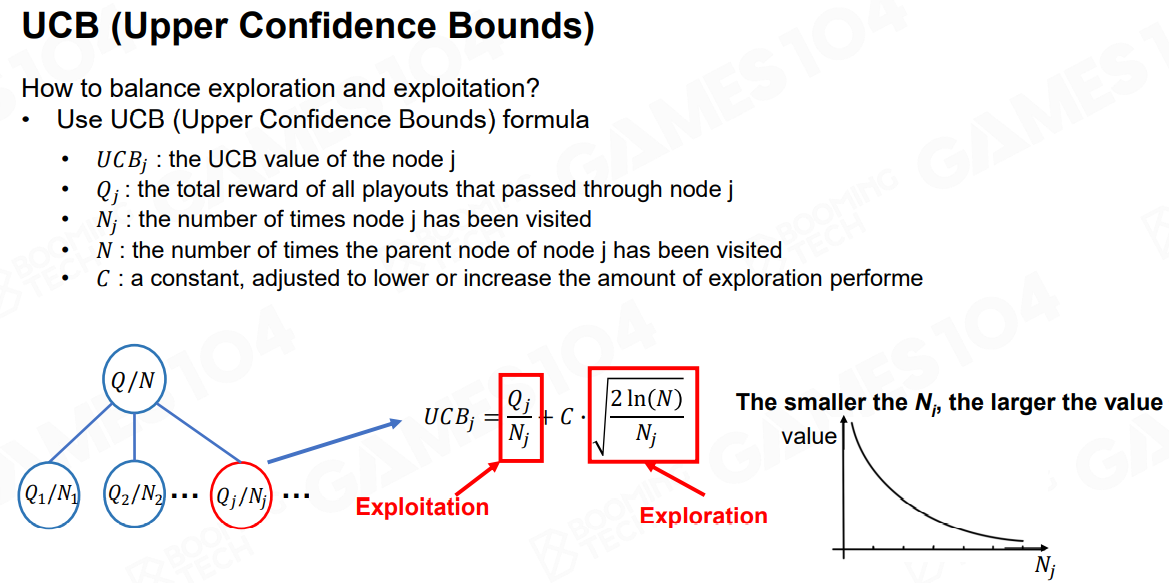 UCB (Upper Confidence Bounds)
How to balance exploration and exploitation?
• Use UCB (Upper Confidence Bounds) formula
• UCB_j : the UCB value of the node j
• Q_j : the total reward of all playouts that passed through node j
• N_j : the number of times node j has been visited
• N : the number of times the parent node of node j has been visited
• C : a constant, adjusted to lower or increase the amount of exploration performe
Q/N
Q_1/N_1 Q_2/N_2 ... Q_j/N_j ...
UCB_j = Q_j/N_j + C · √(2 ln(N)/N_j)
Exploitation
Exploration
The smaller the N_j, the larger the value
value
N_j
GAMES104
BOOMING TECH